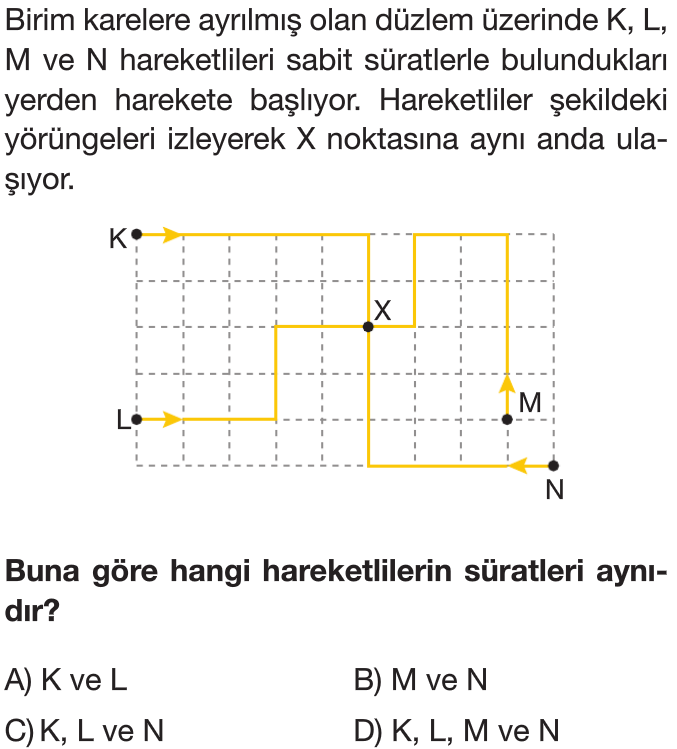 Birim karelere ayrılmış olan düzlem üzerinde K, L,
M ve N hareketlileri sabit süratlerle bulundukları
yerden harekete başlıyor. Hareketliler şekildeki
yörüngeleri izleyerek X noktasına aynı anda ula-
şıyor.
K
X
L
M
N
Buna göre hangi hareketlilerin süratleri aynı-
dır?
A) K ve L
B) M ve N
C) K, L ve N
D) K, L, M ve N